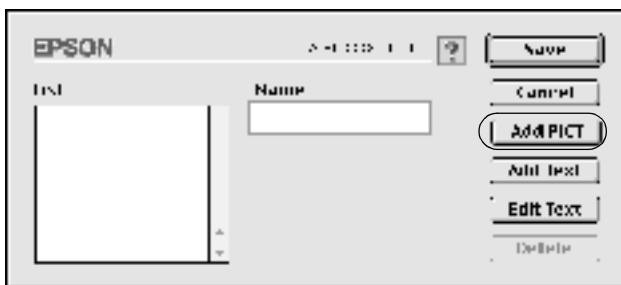 EPSON
?
Save
List
Name
Cancel
Add PICT
Add Text
Edit Text
Delete